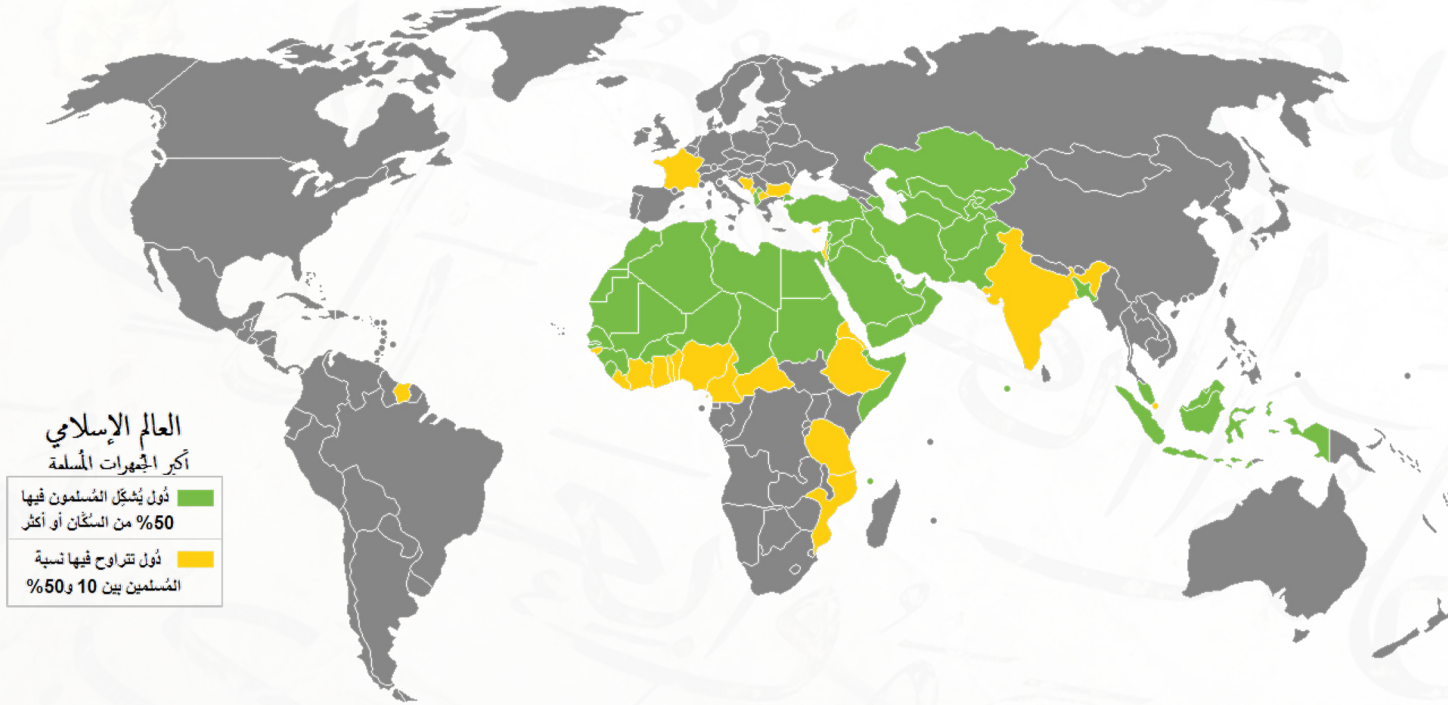 العالم الإسلامي
أكبر الجمهرات المسلمة
دُول يُشكِّل المُسلمون فيها
50% من السُكَّان أو أكثر
دُول تتراوح فيها نسبة
المُسلمين بين 10 و50%